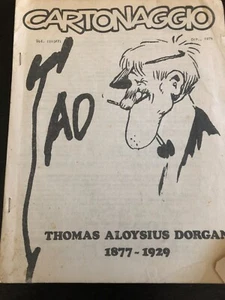 CARTONAGGIO
TAD
THOMAS ALOYSIUS DORGAN
1877-1929